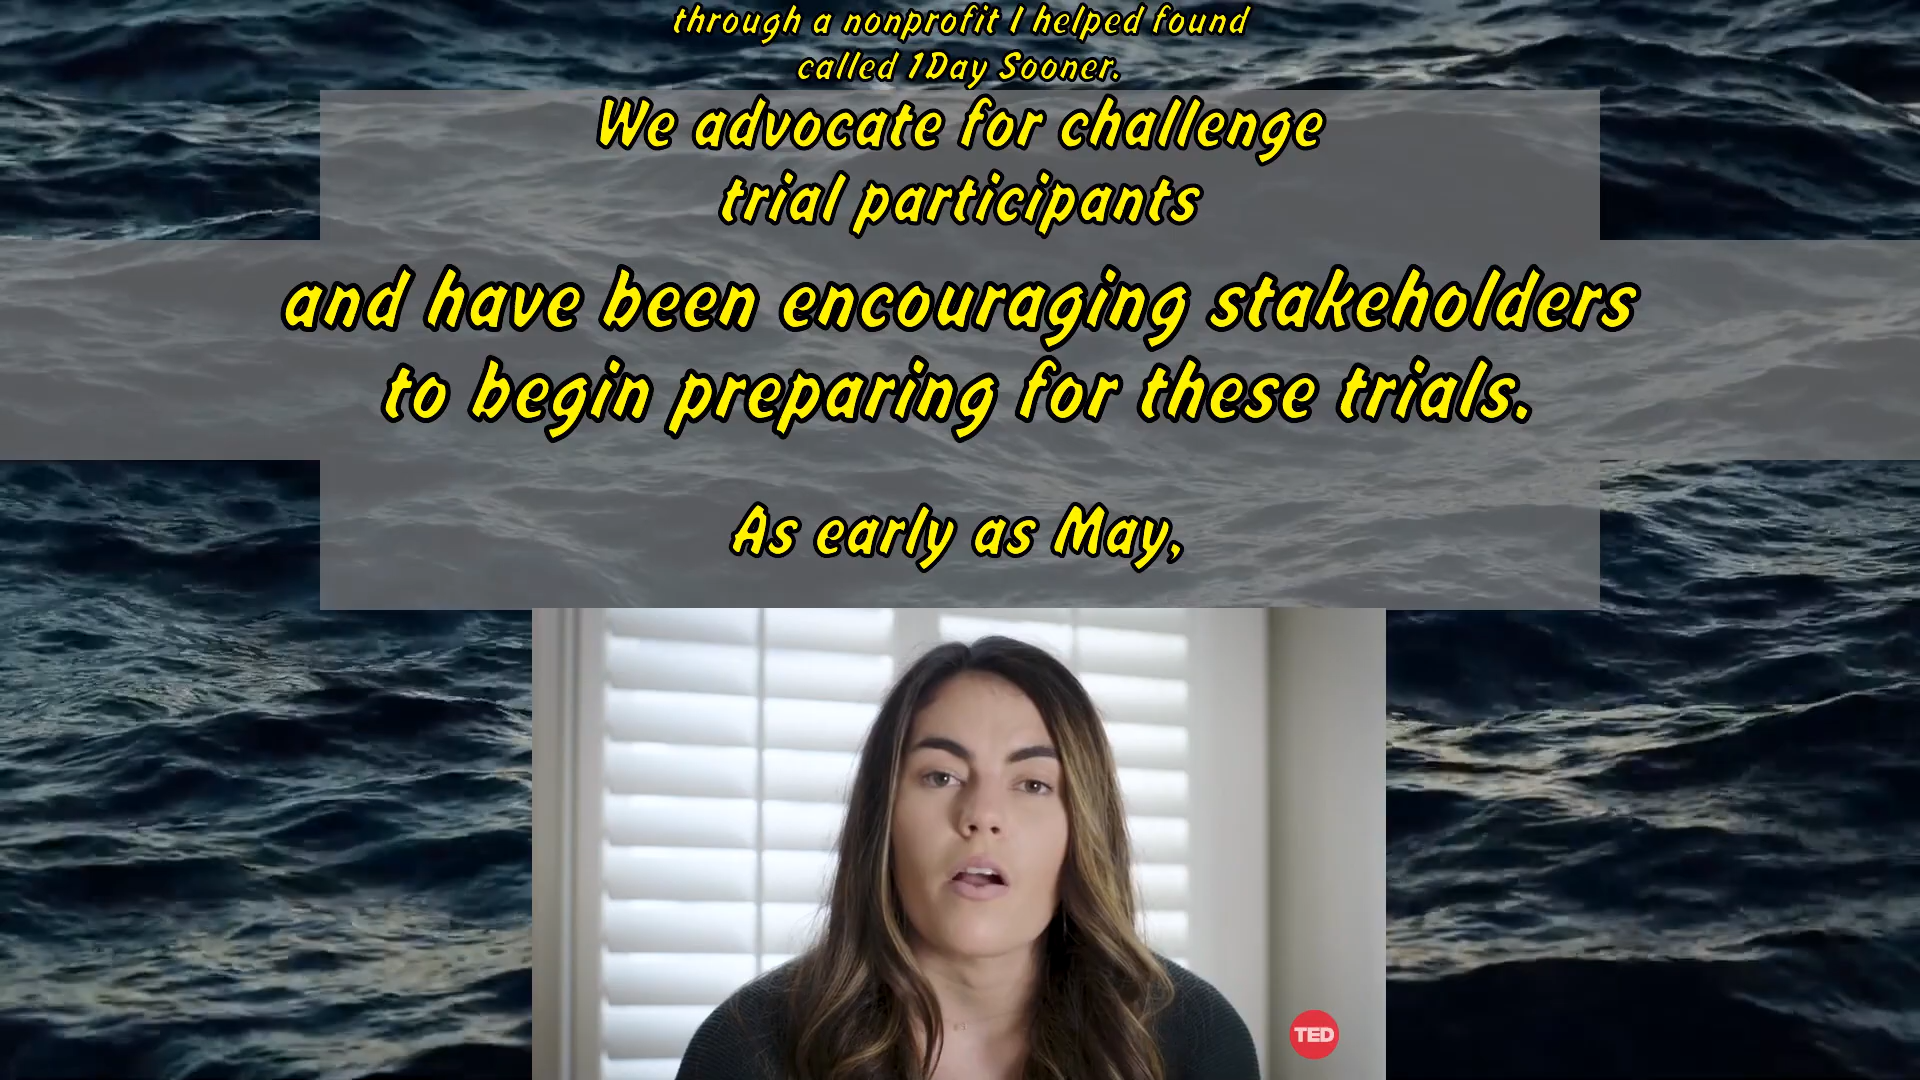 through a nonprofit I helped found
called 1Day Sooner.
We advocate for challenge
trial participants
and have been encouraging stakeholders
to begin preparing for these trials.
As early as May,
TED